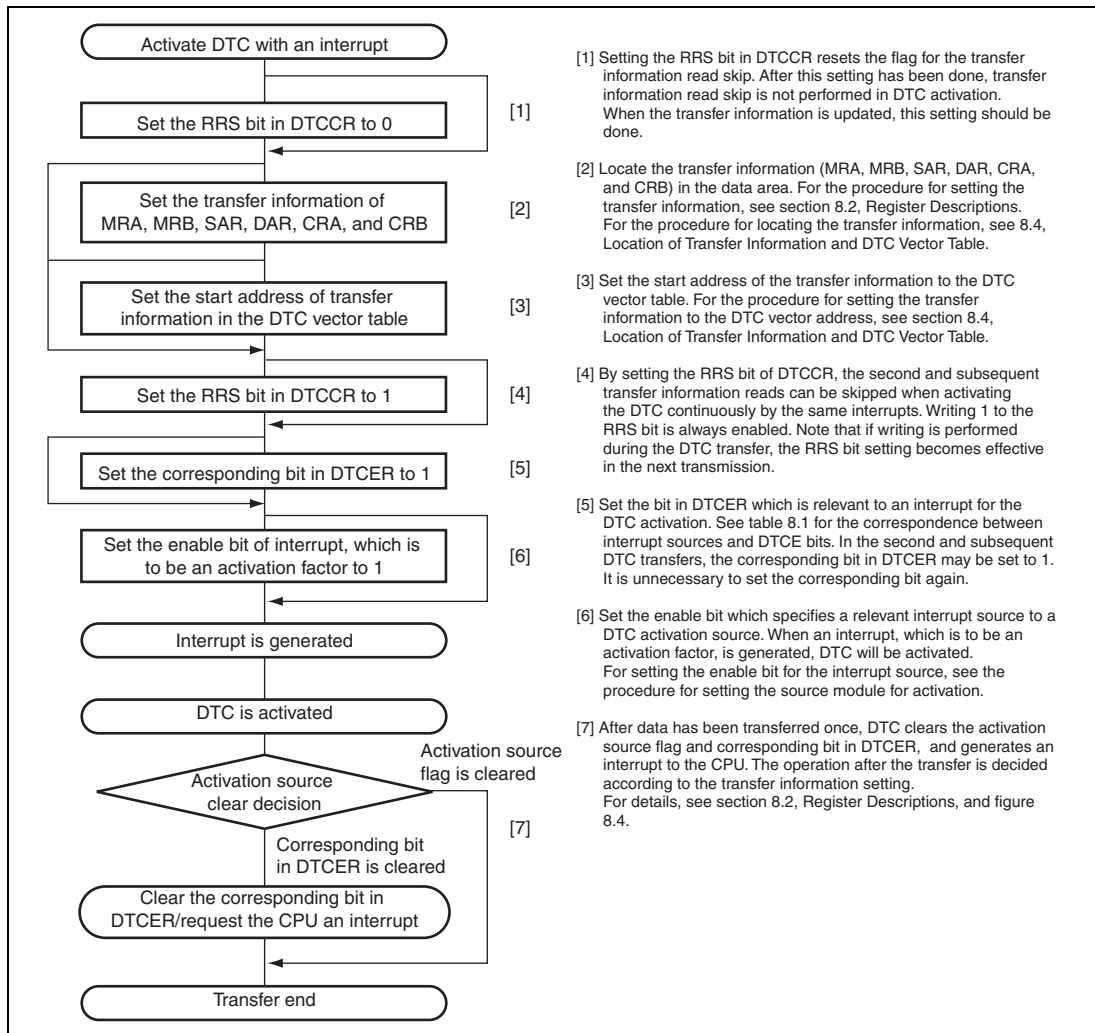 Activate DTC with an interrupt
Set the RRS bit in DTCCR to 0
[1]
Set the transfer information of
MRA, MRB, SAR, DAR, CRA, and CRB
[2]
Set the start address of transfer
information in the DTC vector table
[3]
Set the RRS bit in DTCCR to 1
[4]
Set the corresponding bit in DTCER to 1
[5]
Set the enable bit of interrupt, which is
to be an activation factor to 1
[6]
Interrupt is generated
DTC is activated
Activation source
clear decision
Activation source
flag is cleared
[7]
Corresponding bit
in DTCER is cleared
Clear the corresponding bit in
DTCER/request the CPU an interrupt
Transfer end
[1] Setting the RRS bit in DTCCR resets the flag for the transfer
information read skip. After this setting has been done, transfer
information read skip is not performed in DTC activation.
When the transfer information is updated, this setting should be
done.
[2] Locate the transfer information (MRA, MRB, SAR, DAR, CRA,
and CRB) in the data area. For the procedure for setting the
transfer information, see section 8.2, Register Descriptions.
For the procedure for locating the transfer information, see 8.4,
Location of Transfer Information and DTC Vector Table.
[3] Set the start address of the transfer information to the DTC
vector table. For the procedure for setting the transfer
information to the DTC vector address, see section 8.4,
Location of Transfer Information and DTC Vector Table.
[4] By setting the RRS bit of DTCCR, the second and subsequent
transfer information reads can be skipped when activating
the DTC continuously by the same interrupts. Writing 1 to the
RRS bit is always enabled. Note that if writing is performed
during the DTC transfer, the RRS bit setting becomes effective
in the next transmission.
[5] Set the bit in DTCER which is relevant to an interrupt for the
DTC activation. See table 8.1 for the correspondence between
interrupt sources and DTCE bits. In the second and subsequent
DTC transfers, the corresponding bit in DTCER may be set to 1.
It is unnecessary to set the corresponding bit again.
[6] Set the enable bit which specifies a relevant interrupt source to a
DTC activation source. When an interrupt, which is to be an
activation factor, is generated, DTC will be activated.
For setting the enable bit for the interrupt source, see the
procedure for setting the source module for activation.
[7] After data has been transferred once, DTC clears the activation
source flag and corresponding bit in DTCER, and generates an
interrupt to the CPU. The operation after the transfer is decided
according to the transfer information setting.
For details, see section 8.2, Register Descriptions, and figure
8.4.